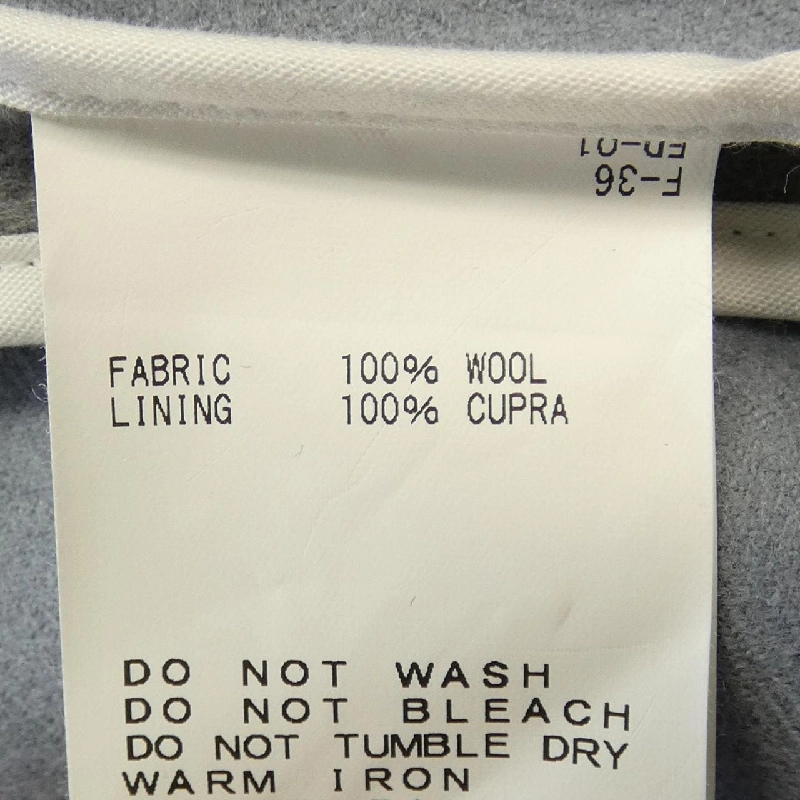 F-36
FABRIC 100% WOOL
LINING 100% CUPRA
DO NOT WASH
DO NOT BLEACH
DO NOT TUMBLE DRY
WARM IRON